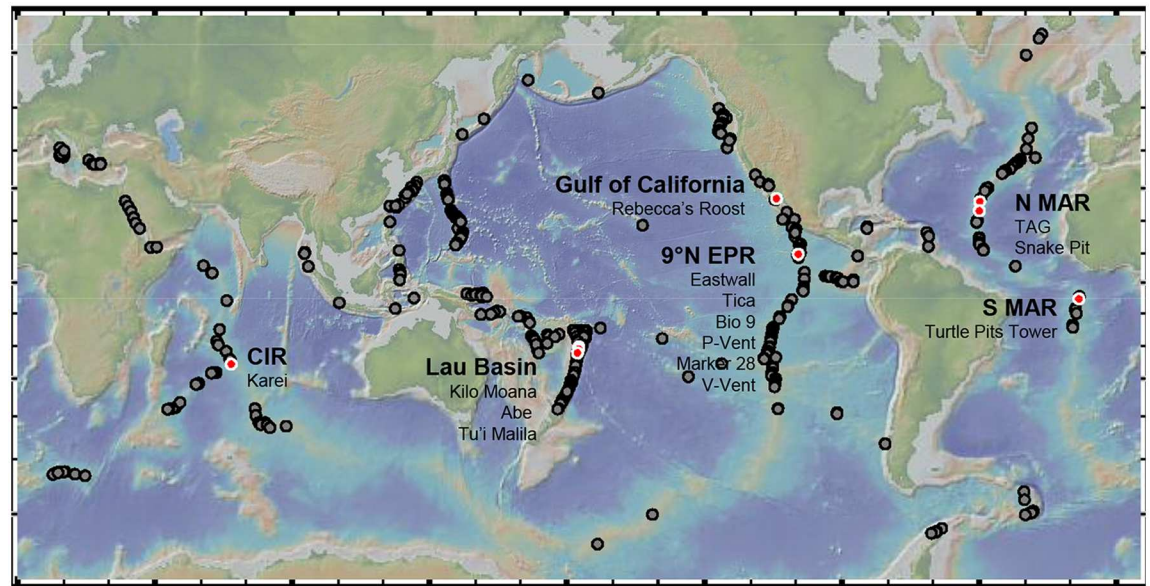 Gulf of California
Rebecca's Roost
9°N EPR
Eastwall
Tica
Bio 9
P-Vent
Marker 28
V-Vent
N MAR
TAG
Snake Pit
S MAR
Turtle Pits Tower
CIR
Karei
Lau Basin
Kilo Moana
Abe
Tu'i Malila